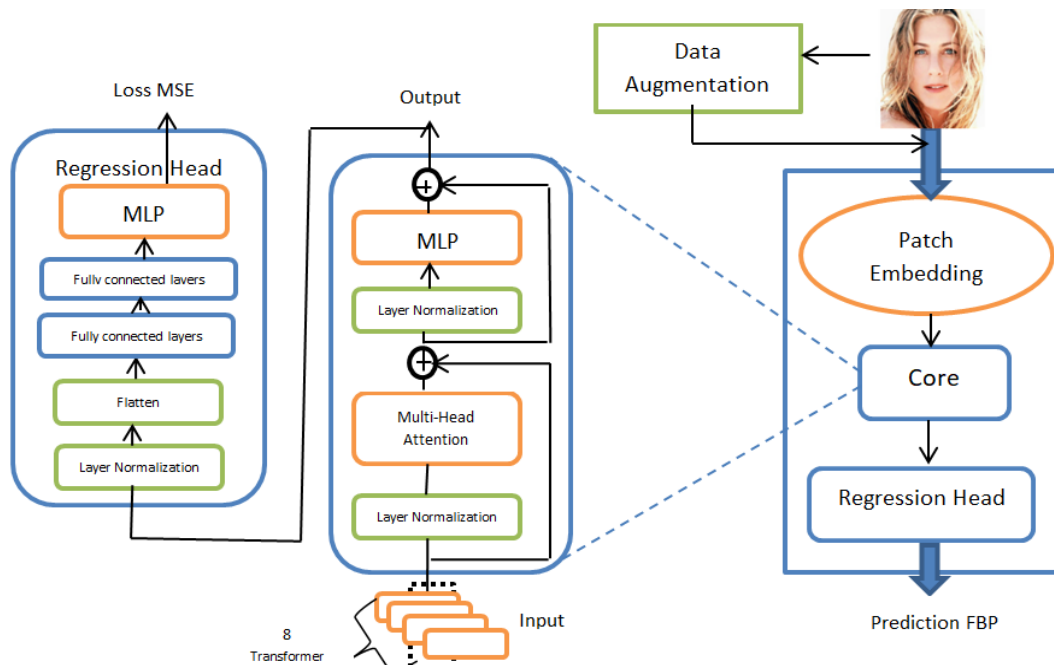 Loss MSE
Regression Head
MLP
Fully connected layers
Fully connected layers
Flatten
Layer Normalization
Output
+
MLP
Layer Normalization
+
Multi-Head
Attention
Layer Normalization
Input
8
Transformer
Data
Augmentation
Patch
Embedding
Core
Regression Head
Prediction FBP